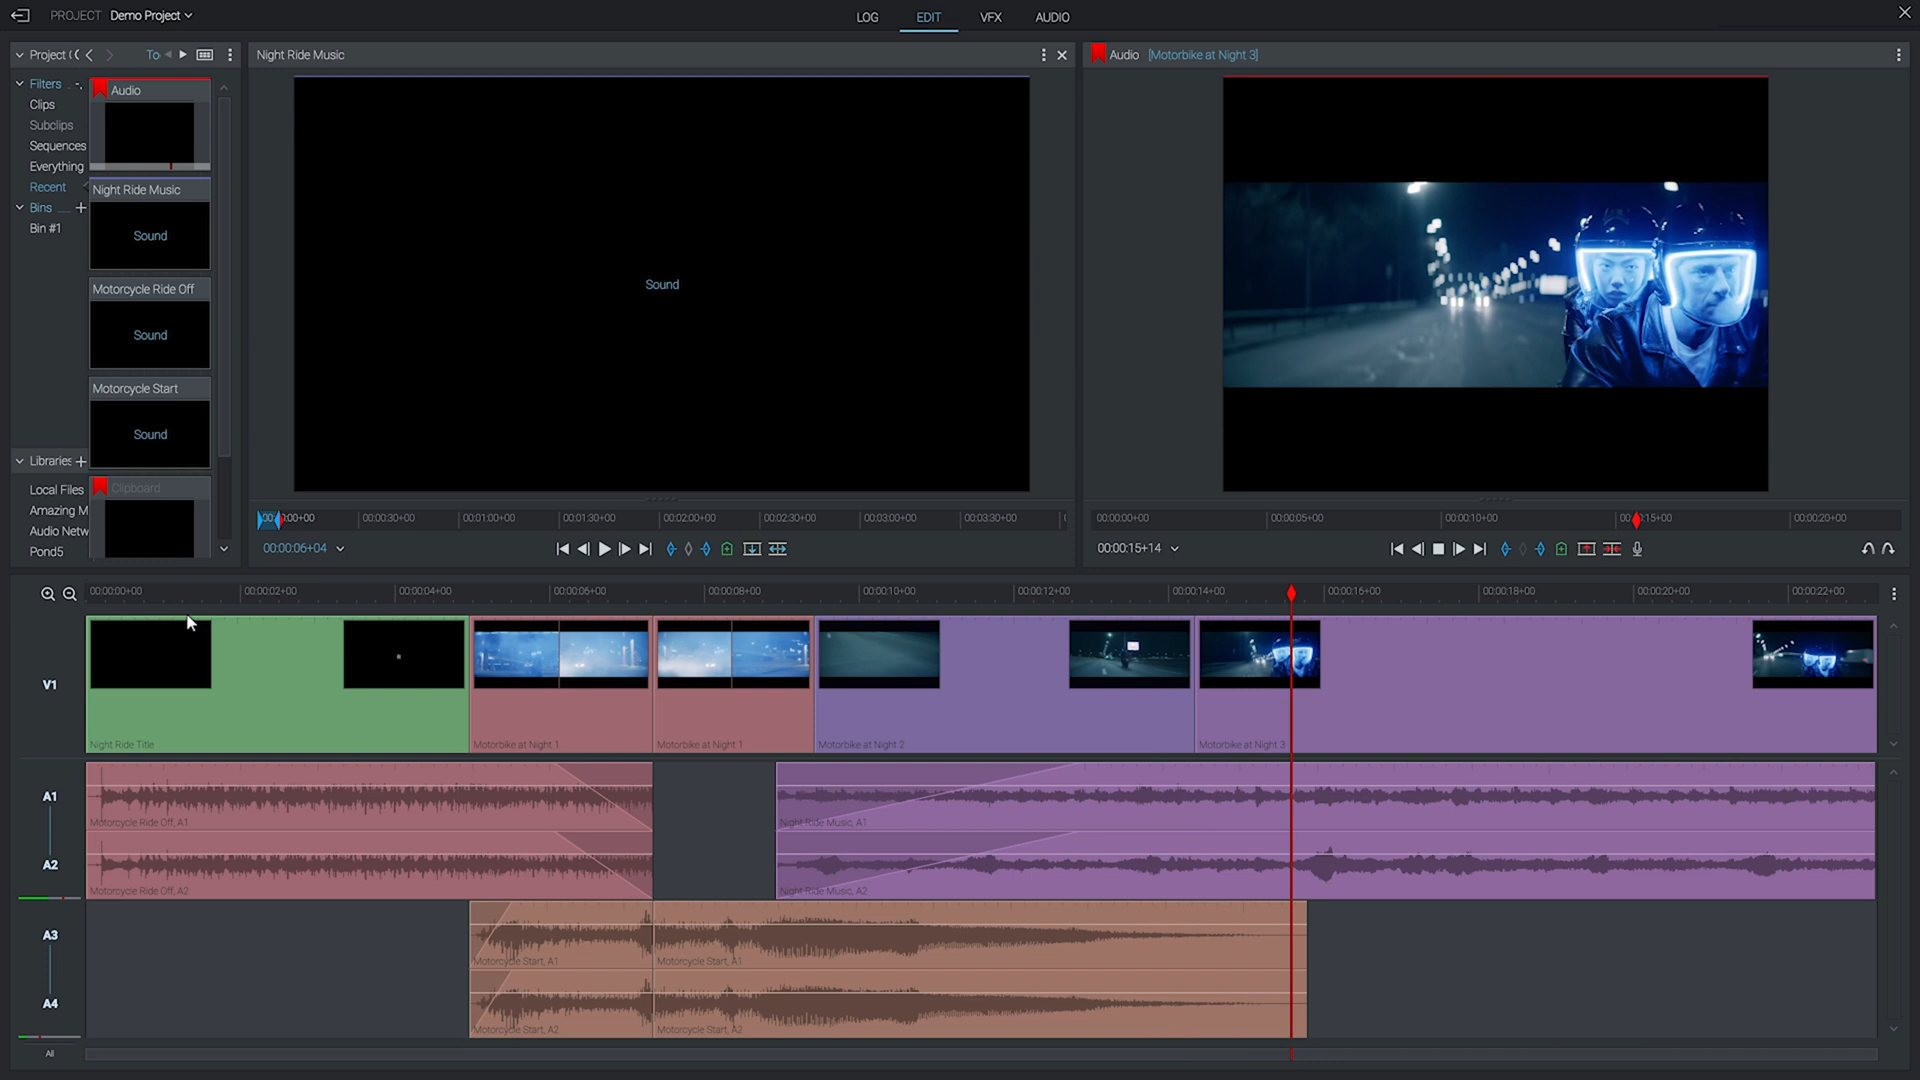 PROJECT Demo Project
LOG EDIT VFX AUDIO
Project (
To
Filters
Clips
Subclips
Sequences
Everything
Recent
Bins
Bin #1
Libraries
Local Files
Amazing M
Audio Netw
Pond5
Audio
Night Ride Music
Sound
Motorcycle Ride Off
Sound
Motorcycle Start
Sound
Clipboard
Night Ride Music
Sound
00:00:30+00 00:01:00+00 00:01:30+00 00:02:00+00 00:02:30+00 00:03:00+00 00:03:30+00
00:00:06+04
Audio [Motorbike at Night 3]
00:00:00+00 00:00:05+00 00:00:10+00 00:00:20+00
00:00:15+14
00:00:00+00 00:00:02+00 00:00:04+00 00:00:06+00 00:00:08+00 00:00:10+00 00:00:12+00 00:00:14+00 00:00:16+00 00:00:18+00 00:00:20+00 00:00:22+00
V1
Night Ride Title Motorbike at Night 1 Motorbike at Night 1 Motorbike at Night 2 Motorbike at Night 3
A1
Motorcycle Ride Off, A1 Night Ride Music, A1
A2
Motorcycle Ride Off, A2 Night Ride Music, A2
A3
Motorcycle Start, A1 Motorcycle Start, A1
A4
Motorcycle Start, A2 Motorcycle Start, A2
All